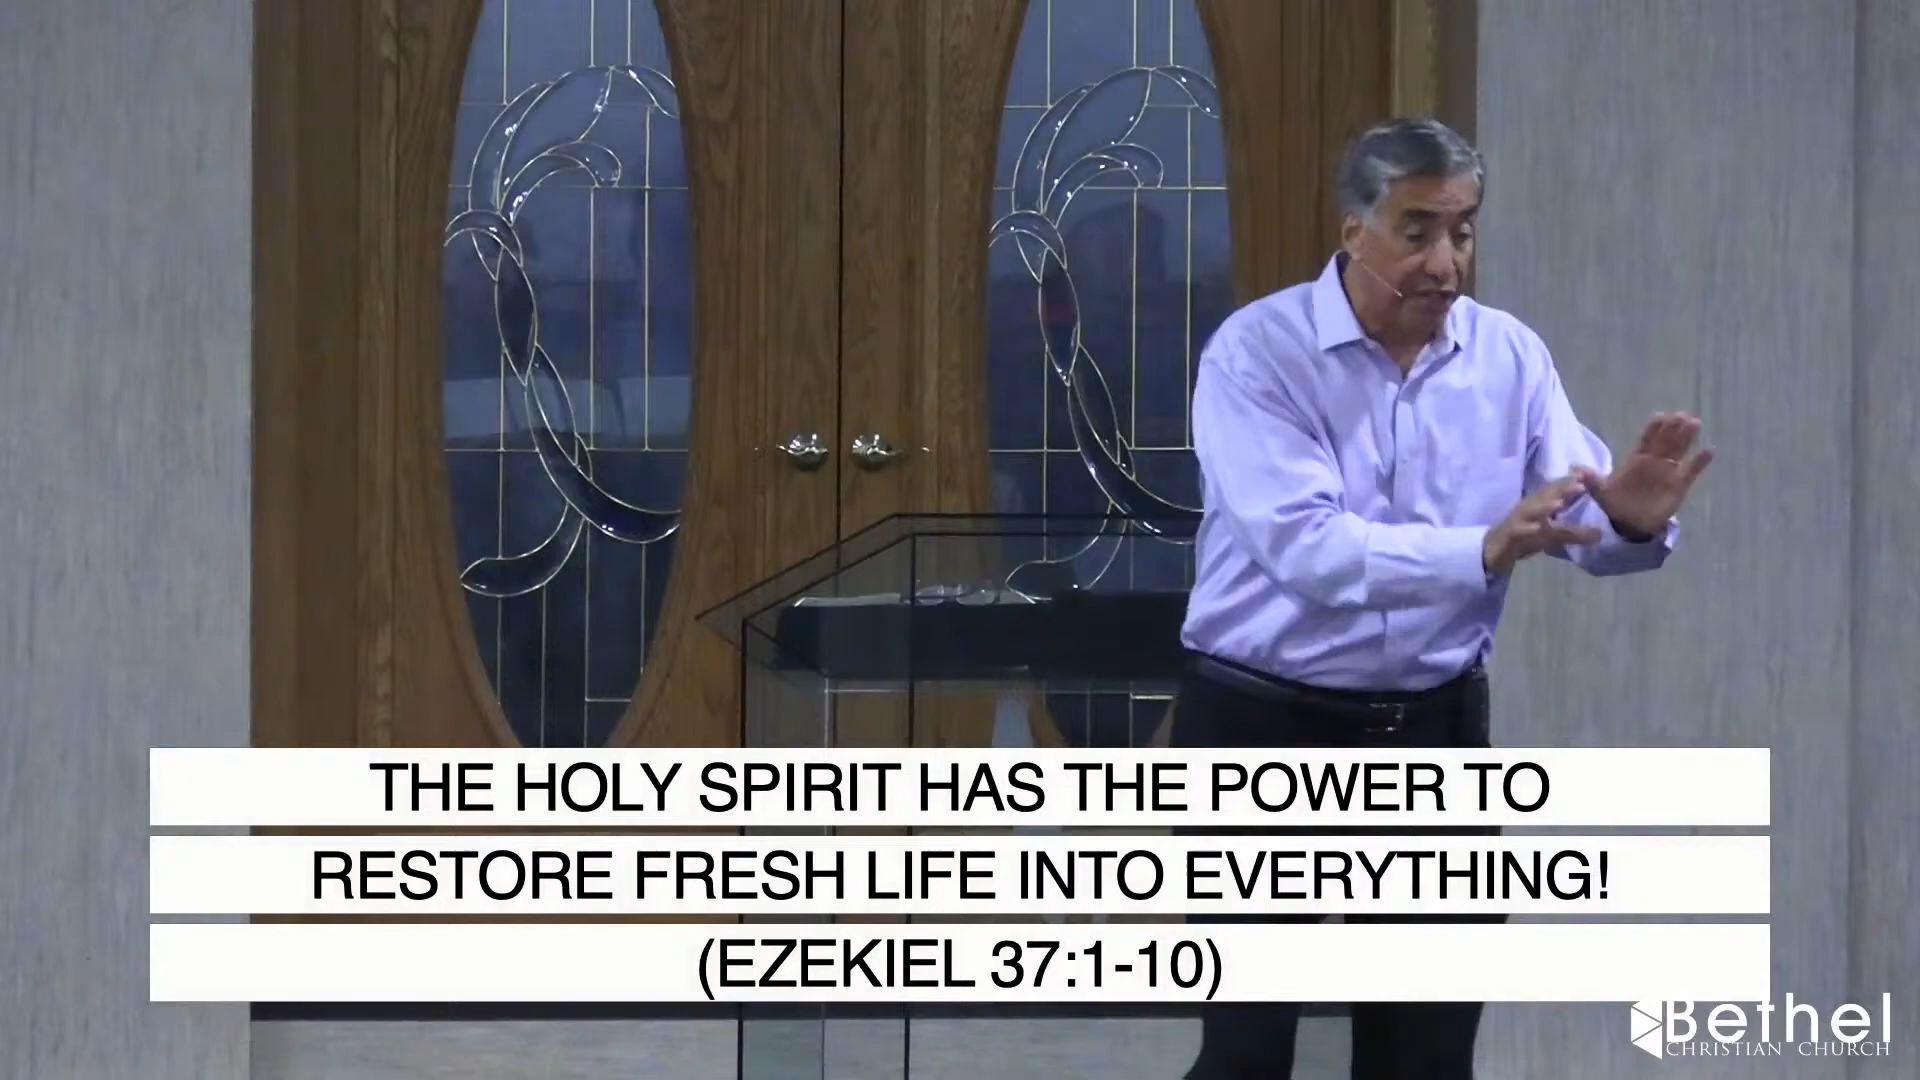 THE HOLY SPIRIT HAS THE POWER TO
RESTORE FRESH LIFE INTO EVERYTHING!
(EZEKIEL 37:1-10)
Bethel
CHRISTIAN CHURCH